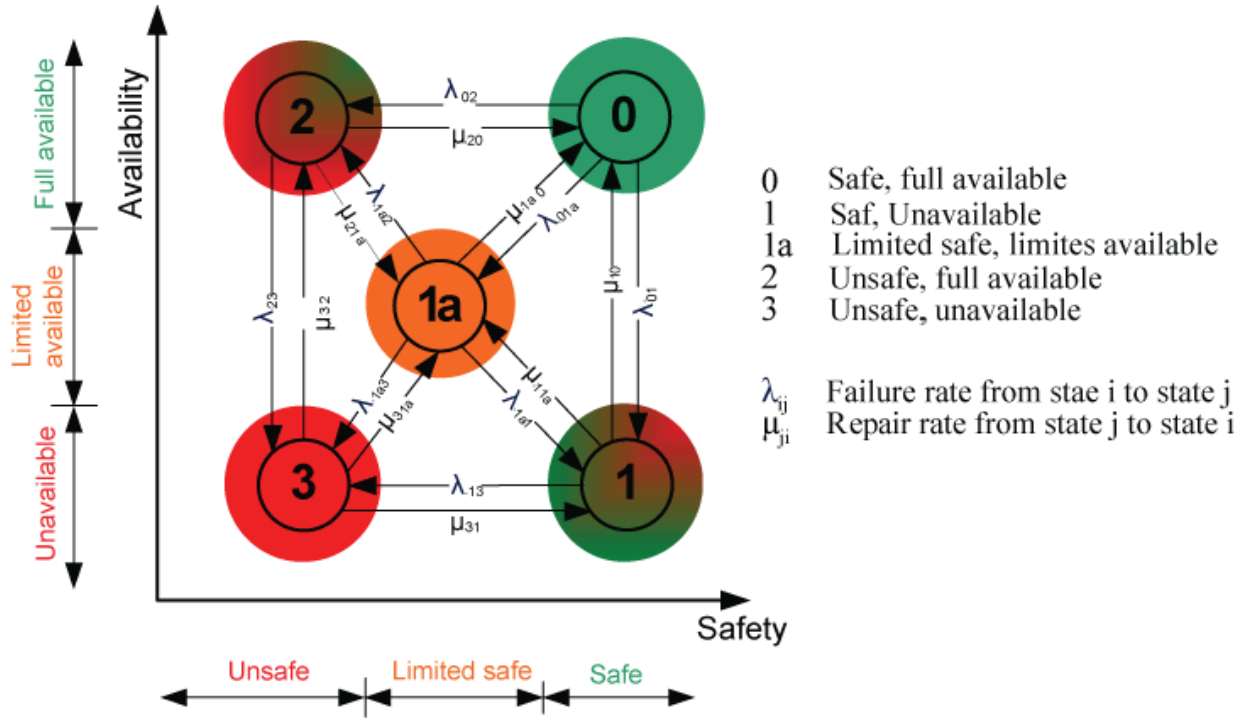 Availability
Full available
Limited
available
Unavailable
2
λ02
0
μ20
λ1a2
μ21a
μ1a 0
λ01a
λ23
μ32
1a
μ10
λ01
λ1a3
μ31a
μ11a
λ1a1
3
λ13
1
μ31
Safety
Unsafe
Limited safe
Safe
0 Safe, full available
1 Saf, Unavailable
1a Limited safe, limites available
2 Unsafe, full available
3 Unsafe, unavailable
λij Failure rate from stae i to state j
μji Repair rate from state j to state i